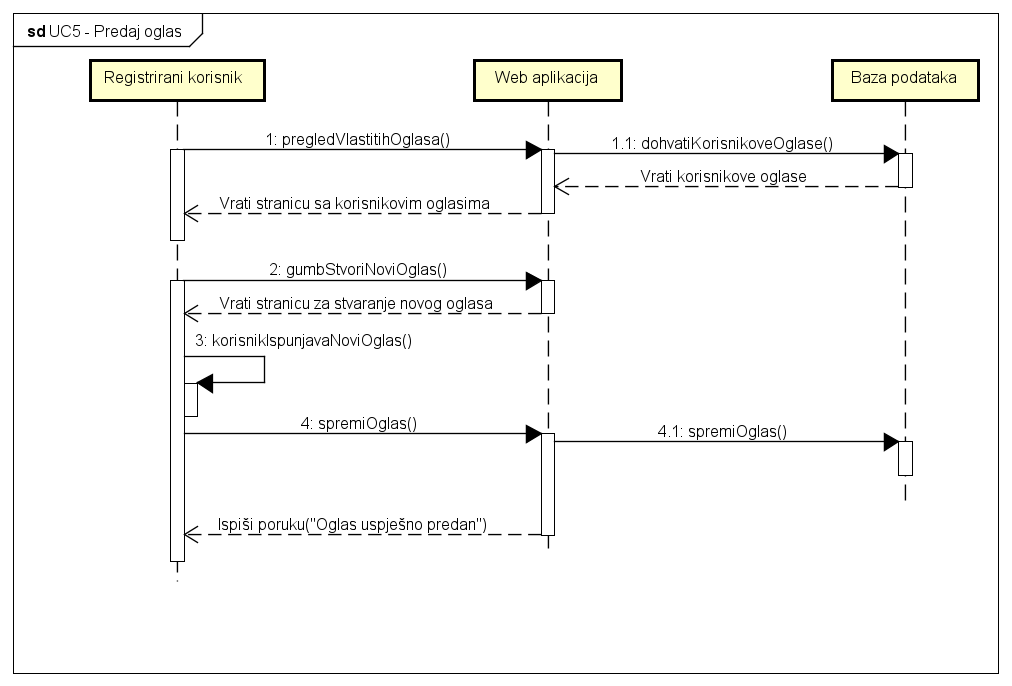 sd UC5 - Predaj oglas
Registrirani korisnik
Web aplikacija
Baza podataka
1: pregledVlastitihOglasa()
1.1: dohvatiKorisnikoveOglase()
Vrati korisnikove oglase
Vrati stranicu sa korisnikovim oglasima
2: gumbStvoriNoviOglas()
Vrati stranicu za stvaranje novog oglasa
3: korisnikIspunjavaNoviOglas()
4: spremiOglas()
4.1: spremiOglas()
Ispiši poruku("Oglas uspješno predan")